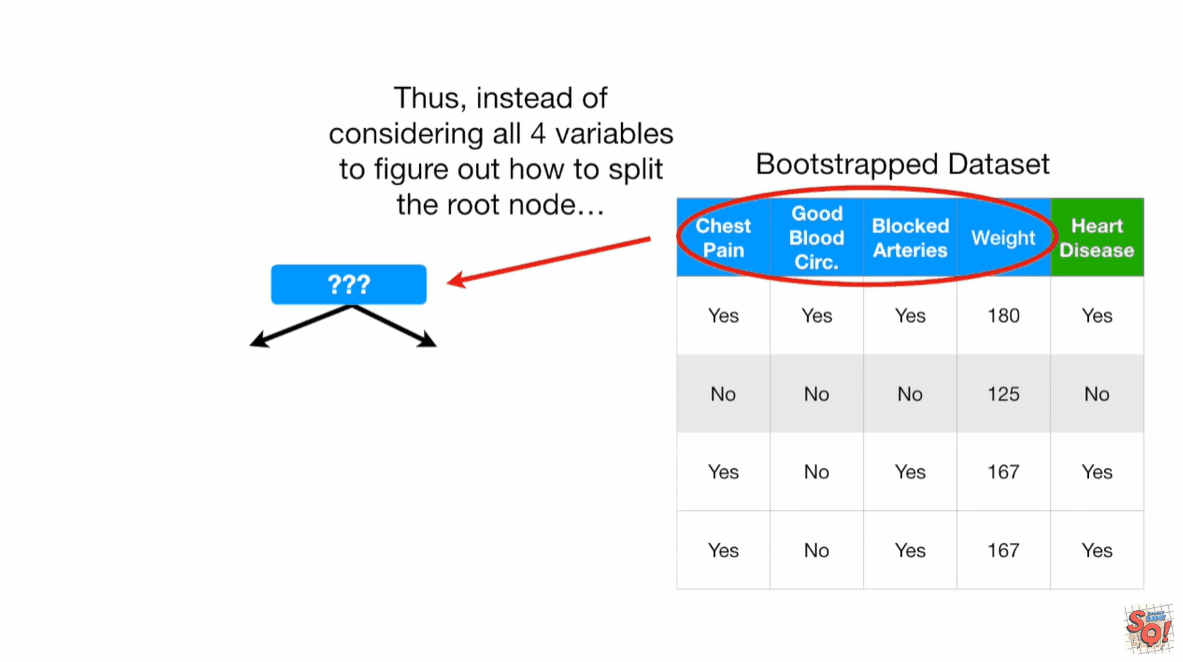 Thus, instead of
considering all 4 variables
to figure out how to split
the root node…
Bootstrapped Dataset
???
Chest Pain Good Blood Circ. Blocked Arteries Weight Heart Disease
Yes Yes Yes 180 Yes
No No No 125 No
Yes No Yes 167 Yes
Yes No Yes 167 Yes
SQ!